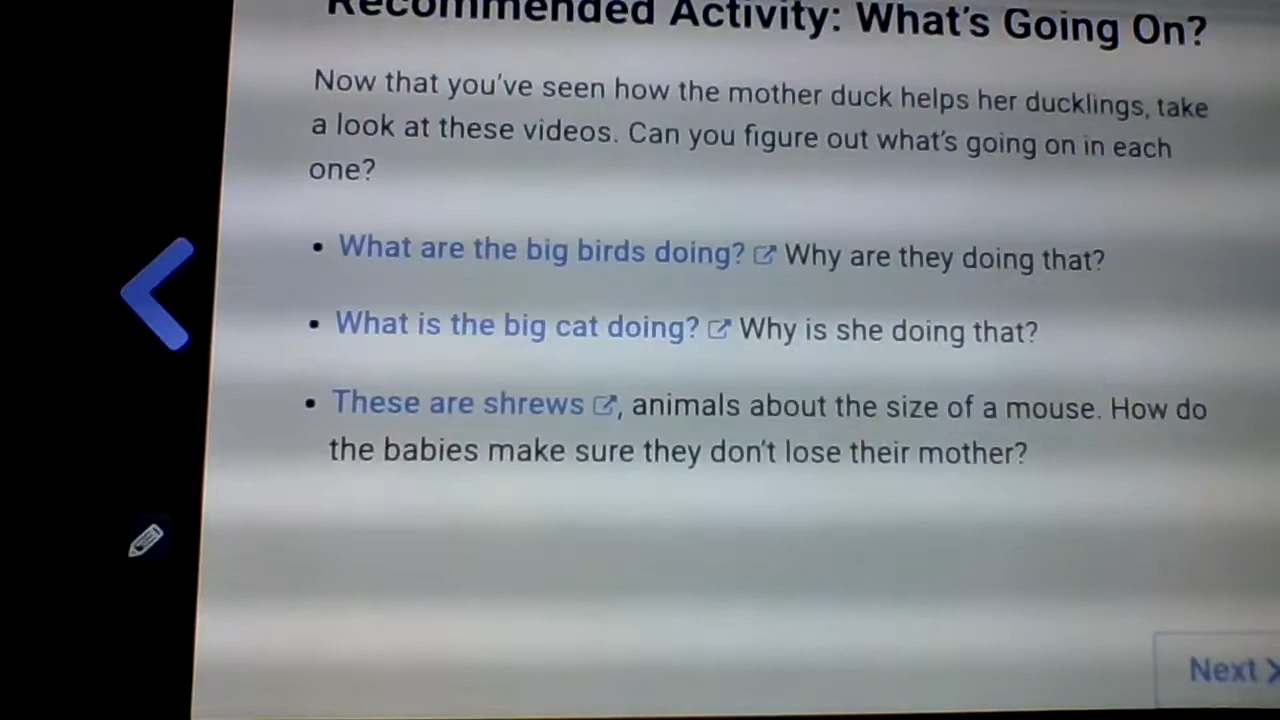 Recommended Activity: What's Going On?
Now that you've seen how the mother duck helps her ducklings, take
a look at these videos. Can you figure out what's going on in each
one?
• What are the big birds doing? Why are they doing that?
• What is the big cat doing? Why is she doing that?
• These are shrews, animals about the size of a mouse. How do
the babies make sure they don't lose their mother?
Next